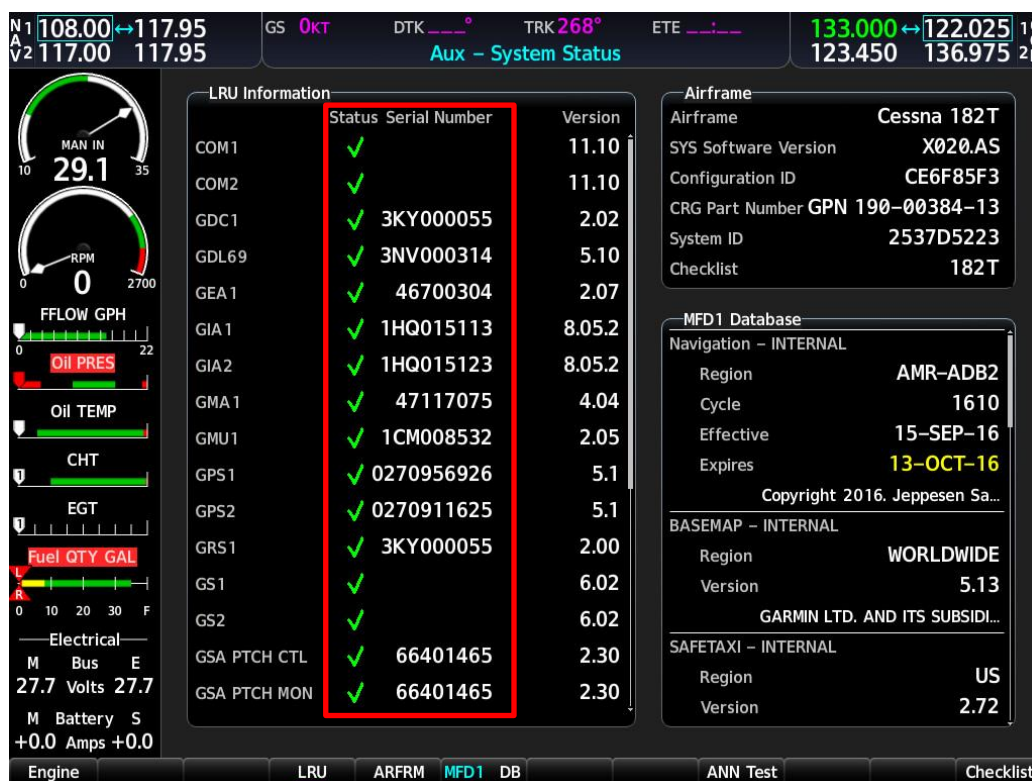 N 1 108.00 ↔ 117.95 GS 0KT DTK ___° TRK 268° ETE __:__ 133.000 ↔ 122.025 1
A
V 2 117.00 117.95 Aux – System Status 123.450 136.975 2
MAN IN
29.1
10 35
RPM
0
0 2700
FFLOW GPH
0 22
Oil PRES
Oil TEMP
CHT
1
EGT
1
Fuel QTY GAL
L
R
0 10 20 30 F
Electrical
M Bus E
27.7 Volts 27.7
M Battery S
+0.0 Amps +0.0
LRU Information
Status Serial Number Version
COM1 ✓ 11.10
COM2 ✓ 11.10
GDC1 ✓ 3KY000055 2.02
GDL69 ✓ 3NV000314 5.10
GEA1 ✓ 46700304 2.07
GIA1 ✓ 1HQ015113 8.05.2
GIA2 ✓ 1HQ015123 8.05.2
GMA1 ✓ 47117075 4.04
GMU1 ✓ 1CM008532 2.05
GPS1 ✓ 0270956926 5.1
GPS2 ✓ 0270911625 5.1
GRS1 ✓ 3KY000055 2.00
GS1 ✓ 6.02
GS2 ✓ 6.02
GSA PTCH CTL ✓ 66401465 2.30
GSA PTCH MON ✓ 66401465 2.30
Airframe
Airframe Cessna 182T
SYS Software Version X020.AS
Configuration ID CE6F85F3
CRG Part Number GPN 190-00384-13
System ID 2537D5223
Checklist 182T
MFD1 Database
Navigation – INTERNAL
Region AMR-ADB2
Cycle 1610
Effective 15-SEP-16
Expires 13-OCT-16
Copyright 2016. Jeppesen Sa...
BASEMAP – INTERNAL
Region WORLDWIDE
Version 5.13
GARMIN LTD. AND ITS SUBSIDI...
SAFETAXI – INTERNAL
Region US
Version 2.72
Engine LRU ARFRM MFD1 DB ANN Test Checklist